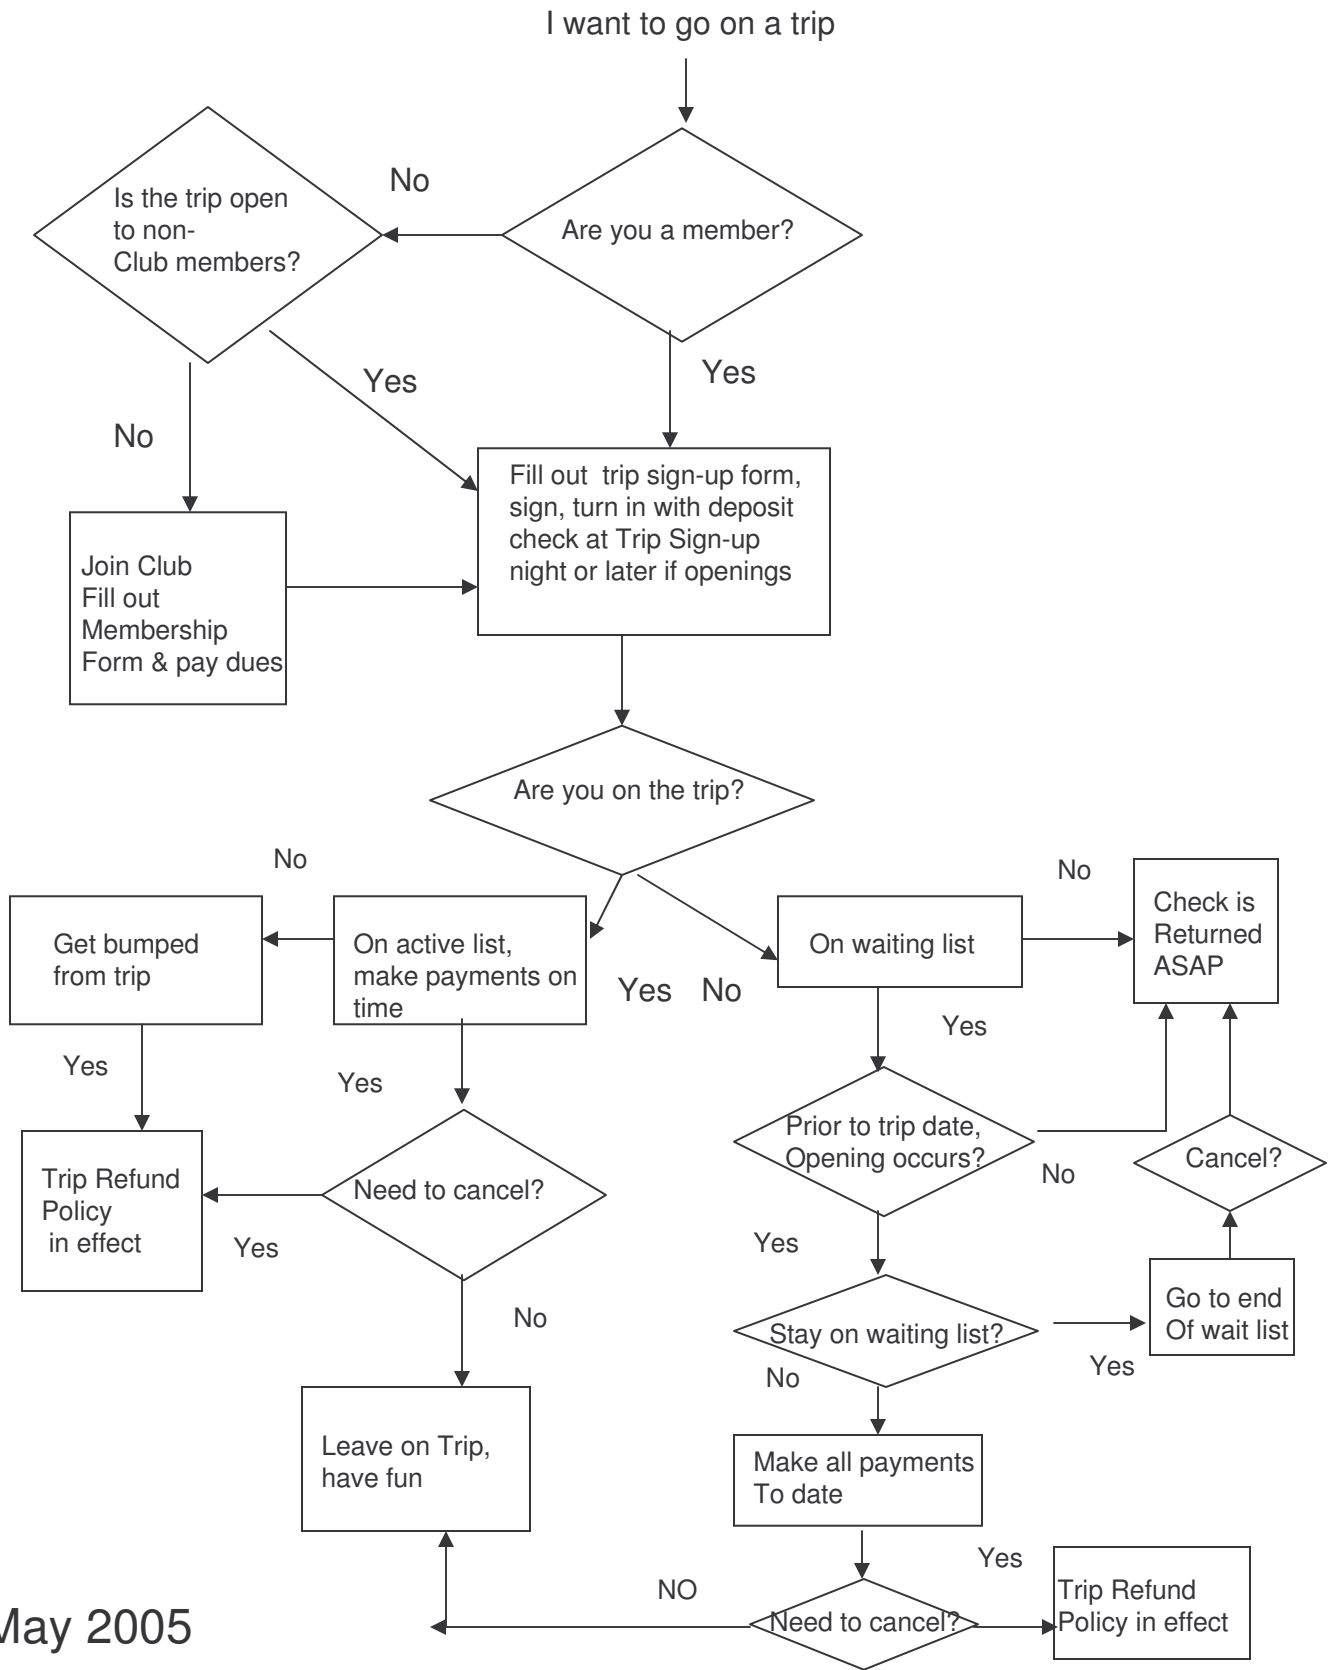 I want to go on a trip
No
Is the trip open
to non-
Club members?
Are you a member?
Yes
Yes
No
Fill out  trip sign-up form,
sign, turn in with deposit
check at Trip Sign-up
night or later if openings
Join Club
Fill out
Membership
Form & pay dues
Are you on the trip?
No
No
Get bumped
from trip
On active list,
make payments on
time
On waiting list
Check is
Returned
ASAP
Yes
No
Yes
Yes
Yes
Prior to trip date,
Opening occurs?
No
Cancel?
Trip Refund
Policy
in effect
Need to cancel?
Yes
Yes
No
Stay on waiting list?
Go to end
Of wait list
Yes
No
Leave on Trip,
have fun
Make all payments
To date
Yes
NO
Need to cancel?
Trip Refund
Policy in effect
May 2005